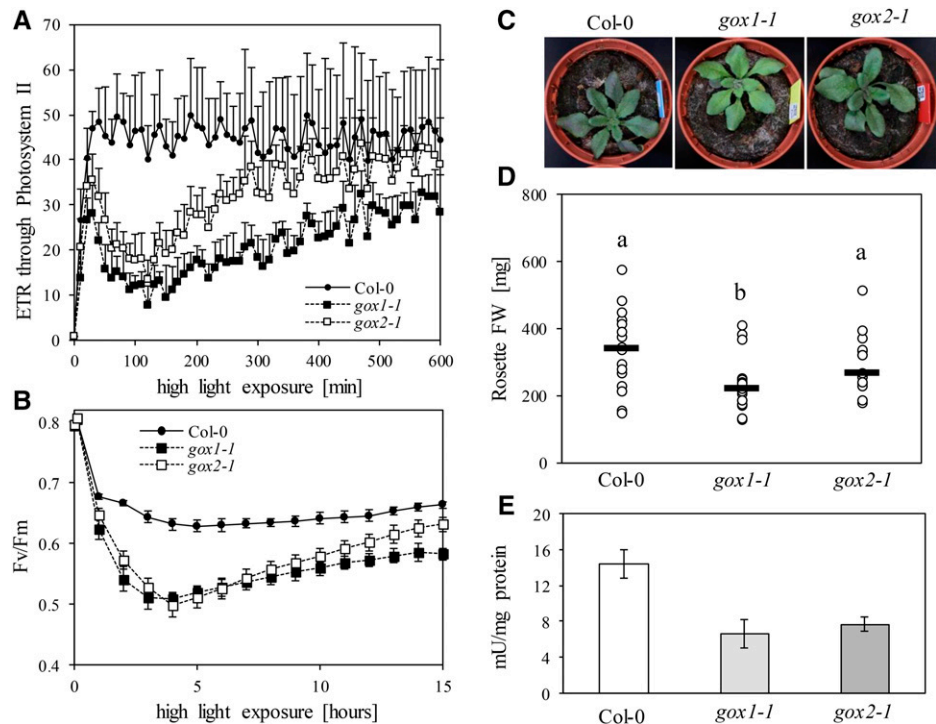 A
ETR through Photosystem II
70
60
50
40
30
20
10
0
Col-0
gox1-1
gox2-1
0 100 200 300 400 500 600
high light exposure [min]
B
Fv/Fm
0.8
0.7
0.6
0.5
0.4
Col-0
gox1-1
gox2-1
0 5 10 15
high light exposure [hours]
C
Col-0 gox1-1 gox2-1
D
Rosette FW [mg]
800
600
400
200
0
a b a
Col-0 gox1-1 gox2-1
E
mU/mg protein
20
16
12
8
4
0
Col-0 gox1-1 gox2-1